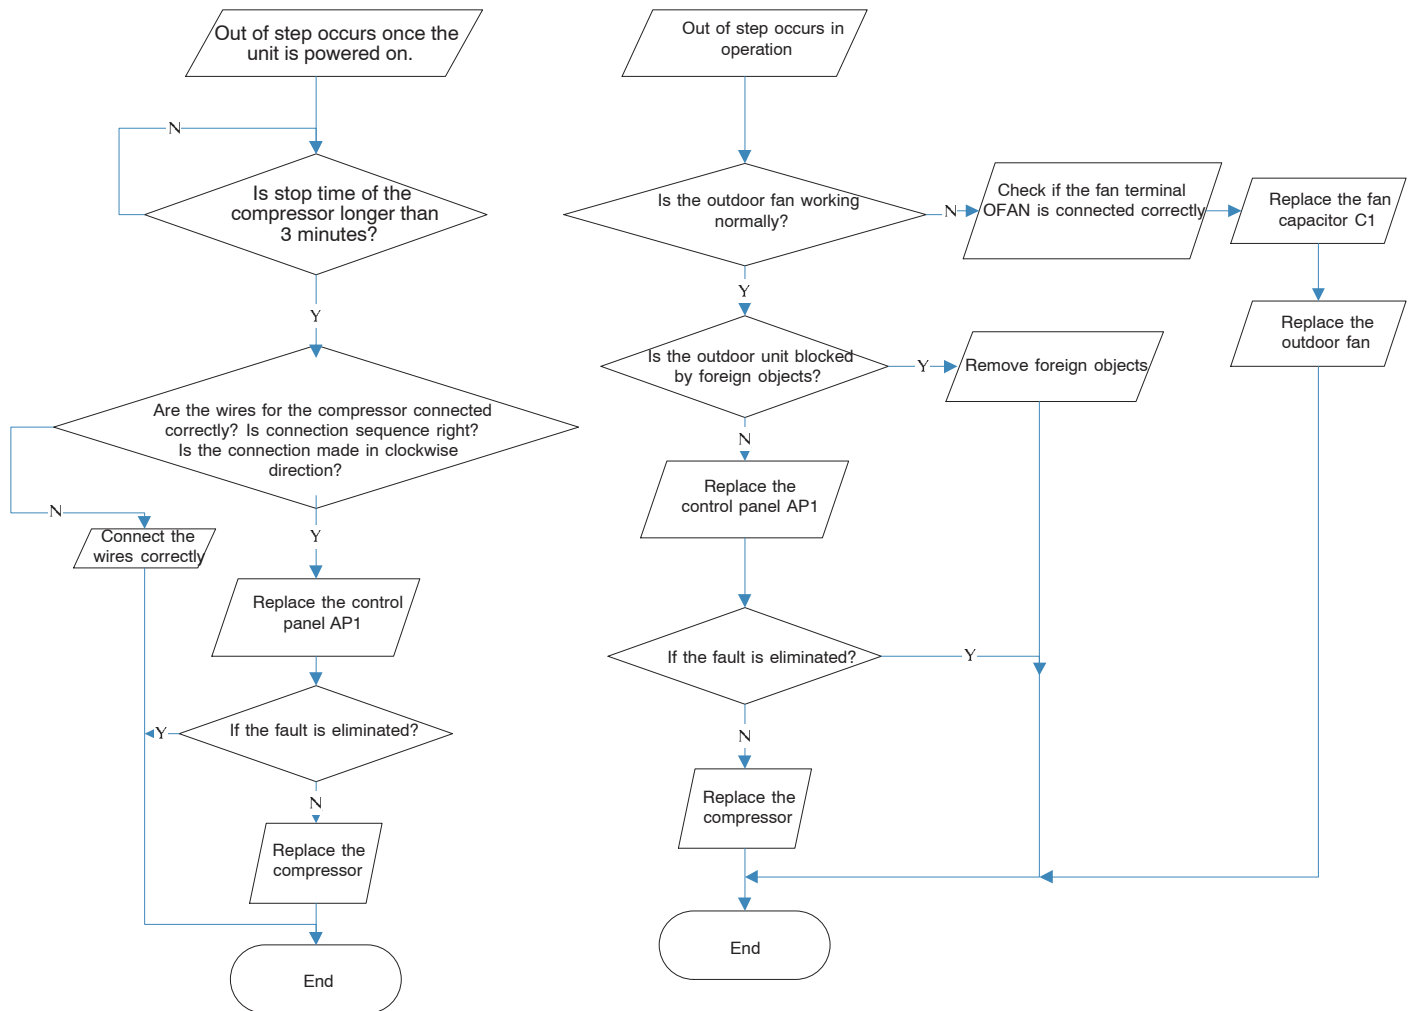 Out of step occurs once the
unit is powered on.
N
Is stop time of the
compressor longer than
3 minutes?
Y
Are the wires for the compressor connected
correctly? Is connection sequence right?
Is the connection made in clockwise
direction?
N
Connect the
wires correctly
Y
Replace the control
panel AP1
If the fault is eliminated?
Y
N
Replace the
compressor
End
Out of step occurs in
operation
Is the outdoor fan working
normally?
N
Check if the fan terminal
OFAN is connected correctly
Replace the fan
capacitor C1
Replace the
outdoor fan
Y
Is the outdoor unit blocked
by foreign objects?
Y
Remove foreign objects
N
Replace the
control panel AP1
If the fault is eliminated?
Y
N
Replace the
compressor
End